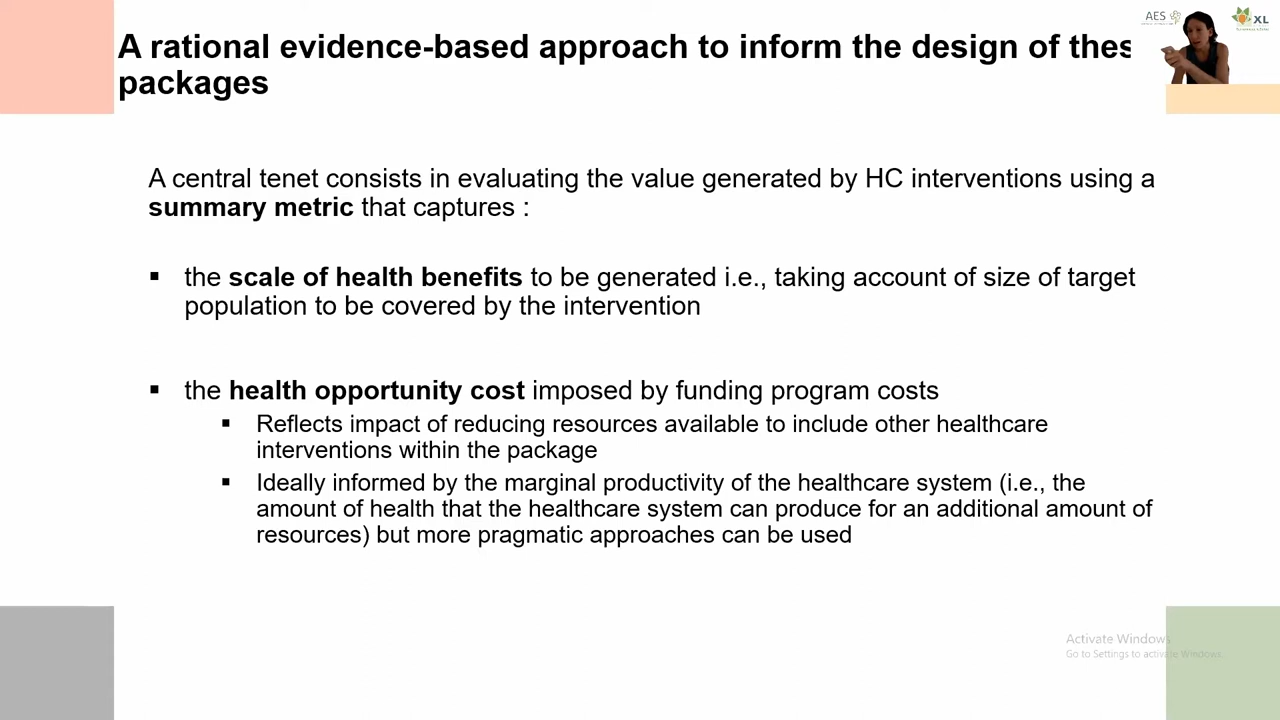 A rational evidence-based approach to inform the design of thes
packages
AES
XL
A central tenet consists in evaluating the value generated by HC interventions using a
summary metric that captures :
▪ the scale of health benefits to be generated i.e., taking account of size of target
population to be covered by the intervention
▪ the health opportunity cost imposed by funding program costs
▪ Reflects impact of reducing resources available to include other healthcare
interventions within the package
▪ Ideally informed by the marginal productivity of the healthcare system (i.e., the
amount of health that the healthcare system can produce for an additional amount of
resources) but more pragmatic approaches can be used
Activate Windows
Go to Settings to activate Windows.